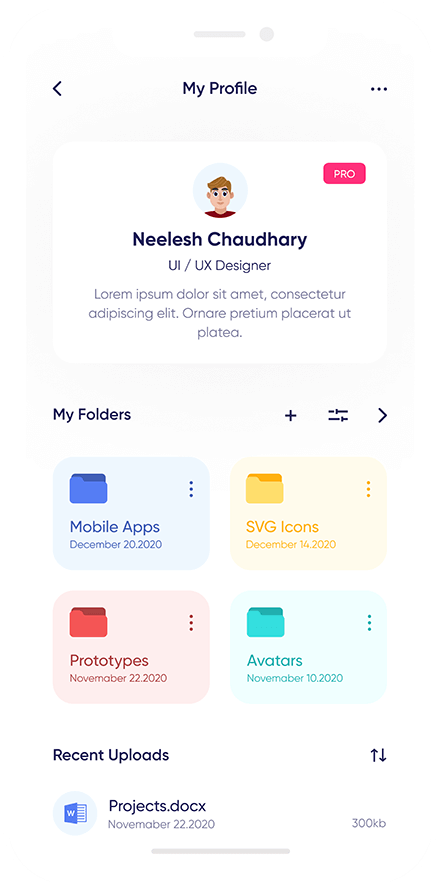 My Profile
PRO
Neelesh Chaudhary
UI / UX Designer
Lorem ipsum dolor sit amet, consectetur
adipiscing elit. Ornare pretium placerat ut
platea.
My Folders
Mobile Apps
December 20.2020
SVG Icons
December 14.2020
Prototypes
Novemaber 22.2020
Avatars
Novemaber 10.2020
Recent Uploads
W
Projects.docx
Novemaber 22.2020
300kb